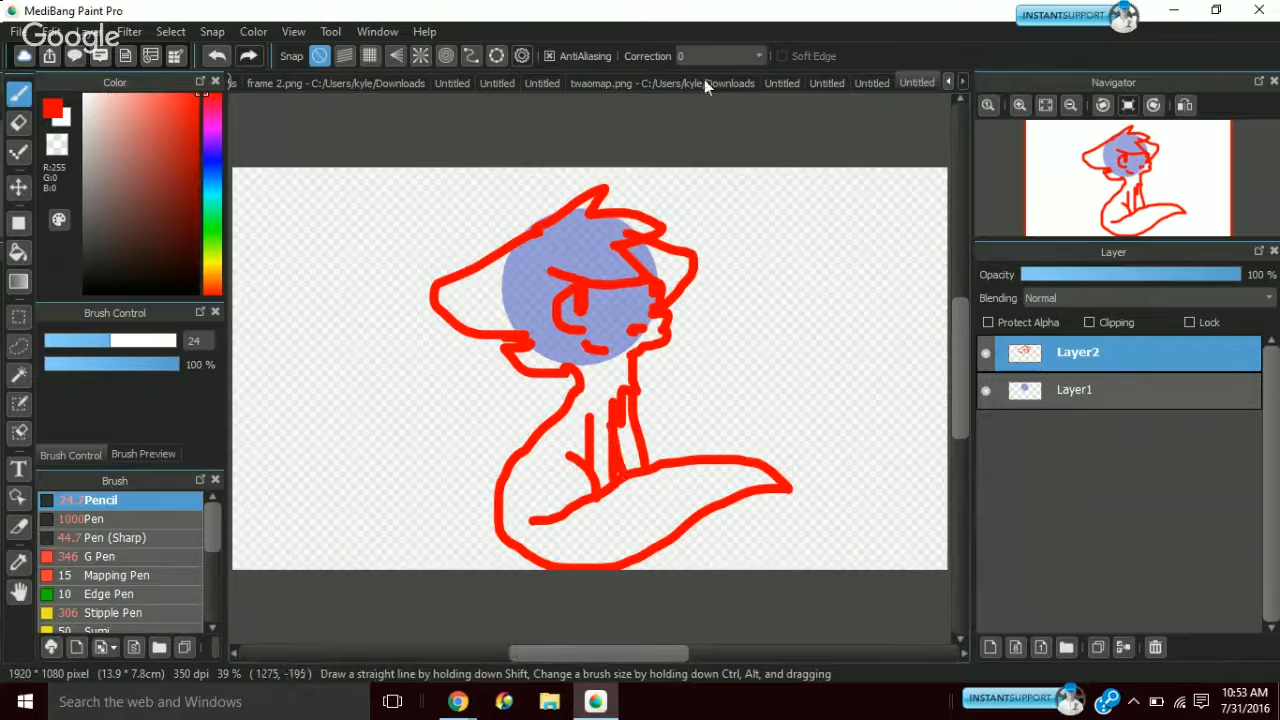 MediBang Paint Pro
INSTANTSUPPORT
File Edit Layer Filter Select Snap Color View Tool Window Help
Google
Snap AntiAliasing Correction 0 Soft Edge
Color
ds frame 2.png - C:/Users/kyle/Downloads Untitled Untitled Untitled twaomap.png - C:/Users/kyle/Downloads Untitled Untitled Untitled Untitled
Navigator
R:255
G:0
B:0
Layer
Opacity 100 %
Blending Normal
Protect Alpha Clipping Lock
Layer2
Layer1
Brush Control
24
100 %
Brush Control Brush Preview
Brush
24.7 Pencil
1000 Pen
44.7 Pen (Sharp)
346 G Pen
15 Mapping Pen
10 Edge Pen
306 Stipple Pen
50 Sumi
1920 * 1080 pixel (13.9 * 7.8cm) 350 dpi 39 % ( 1275, -195) Draw a straight line by holding down Shift, Change a brush size by holding down Ctrl, Alt, and dragging
Search the web and Windows
INSTANTSUPPORT
10:53 AM
7/31/2016